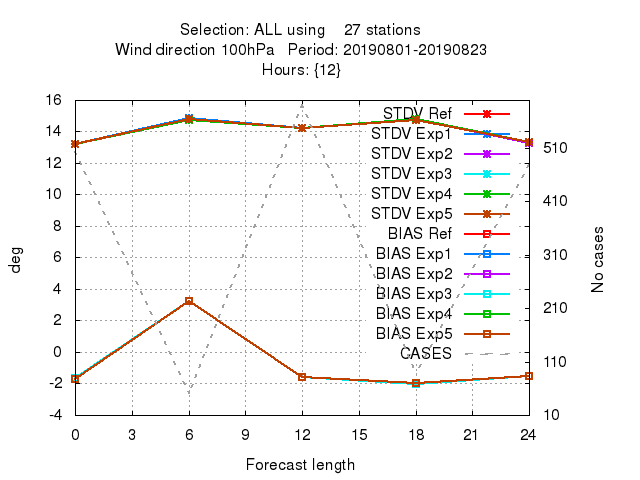 Selection: ALL using 27 stations
Wind direction 100hPa Period: 20190801-20190823
Hours: {12}
16
14
12
10
8
6
4
2
0
-2
-4
deg
510
410
310
210
110
10
No cases
STDV Ref
STDV Exp1
STDV Exp2
STDV Exp3
STDV Exp4
STDV Exp5
BIAS Ref
BIAS Exp1
BIAS Exp2
BIAS Exp3
BIAS Exp4
BIAS Exp5
CASES
0 3 6 9 12 15 18 21 24
Forecast length